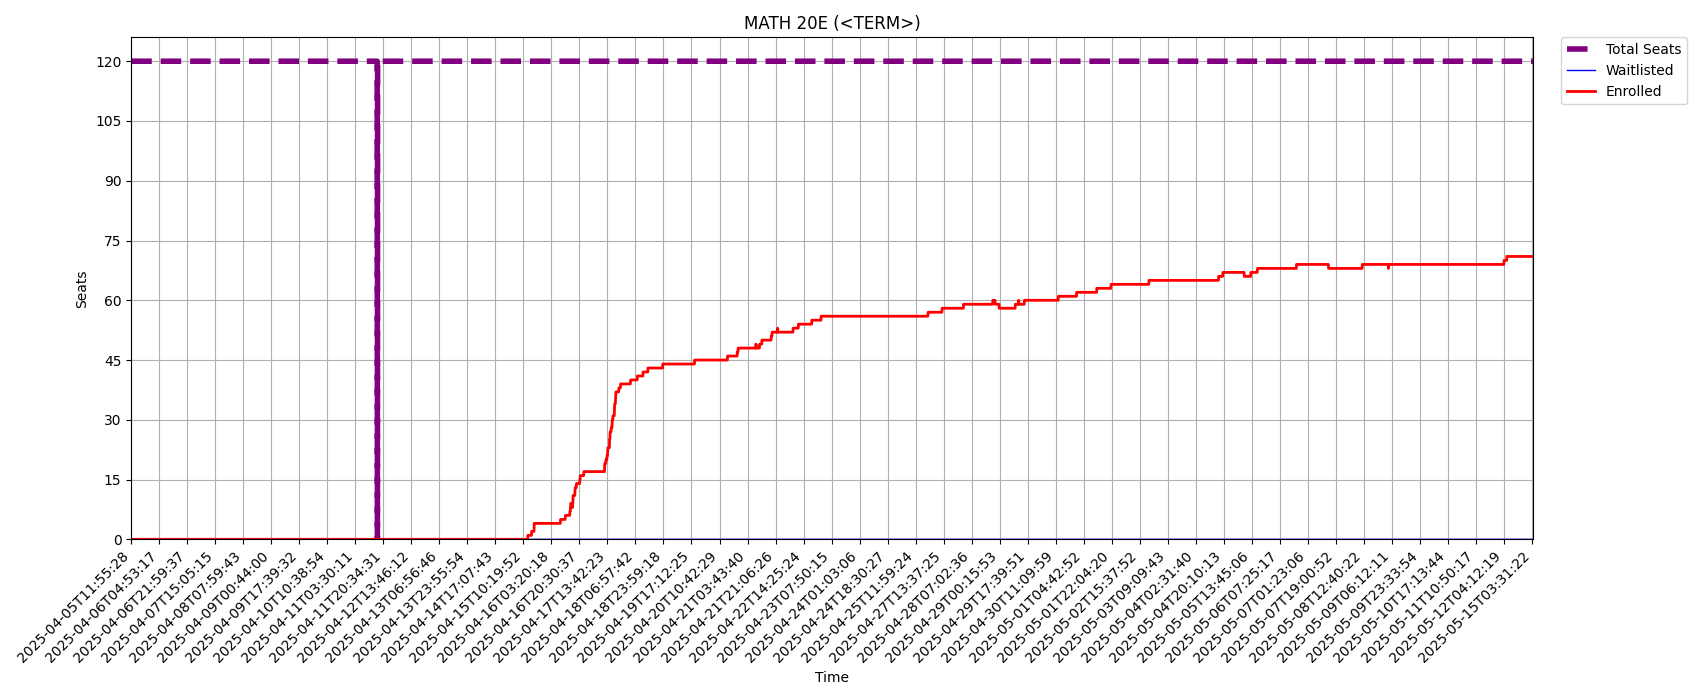 MATH 20E (<TERM>)
Total Seats
Waitlisted
Enrolled
120
105
90
75
60
45
30
15
0
Seats
2025-04-05T11:55:28
2025-04-06T04:53:17
2025-04-06T21:59:37
2025-04-07T15:05:15
2025-04-08T07:59:43
2025-04-09T00:44:00
2025-04-09T17:39:32
2025-04-10T10:38:54
2025-04-11T03:30:11
2025-04-11T20:34:31
2025-04-12T13:46:12
2025-04-13T06:56:46
2025-04-13T23:55:54
2025-04-14T17:07:43
2025-04-15T10:19:52
2025-04-16T03:20:18
2025-04-16T20:30:37
2025-04-17T13:42:23
2025-04-18T06:57:42
2025-04-18T23:59:18
2025-04-19T17:12:25
2025-04-20T10:42:29
2025-04-21T03:43:40
2025-04-21T21:06:26
2025-04-22T14:25:24
2025-04-23T07:50:15
2025-04-24T01:03:06
2025-04-24T18:30:27
2025-04-25T11:59:24
2025-04-27T13:37:25
2025-04-28T07:02:36
2025-04-29T00:15:53
2025-04-29T17:39:51
2025-04-30T11:09:59
2025-05-01T04:42:52
2025-05-01T22:04:20
2025-05-02T15:37:52
2025-05-03T09:09:43
2025-05-04T02:31:40
2025-05-04T20:10:13
2025-05-05T13:45:06
2025-05-06T07:25:17
2025-05-07T01:23:06
2025-05-07T19:00:52
2025-05-08T12:40:22
2025-05-09T06:12:11
2025-05-09T23:33:54
2025-05-10T17:13:44
2025-05-11T10:50:17
2025-05-12T04:12:19
2025-05-15T03:31:22
Time